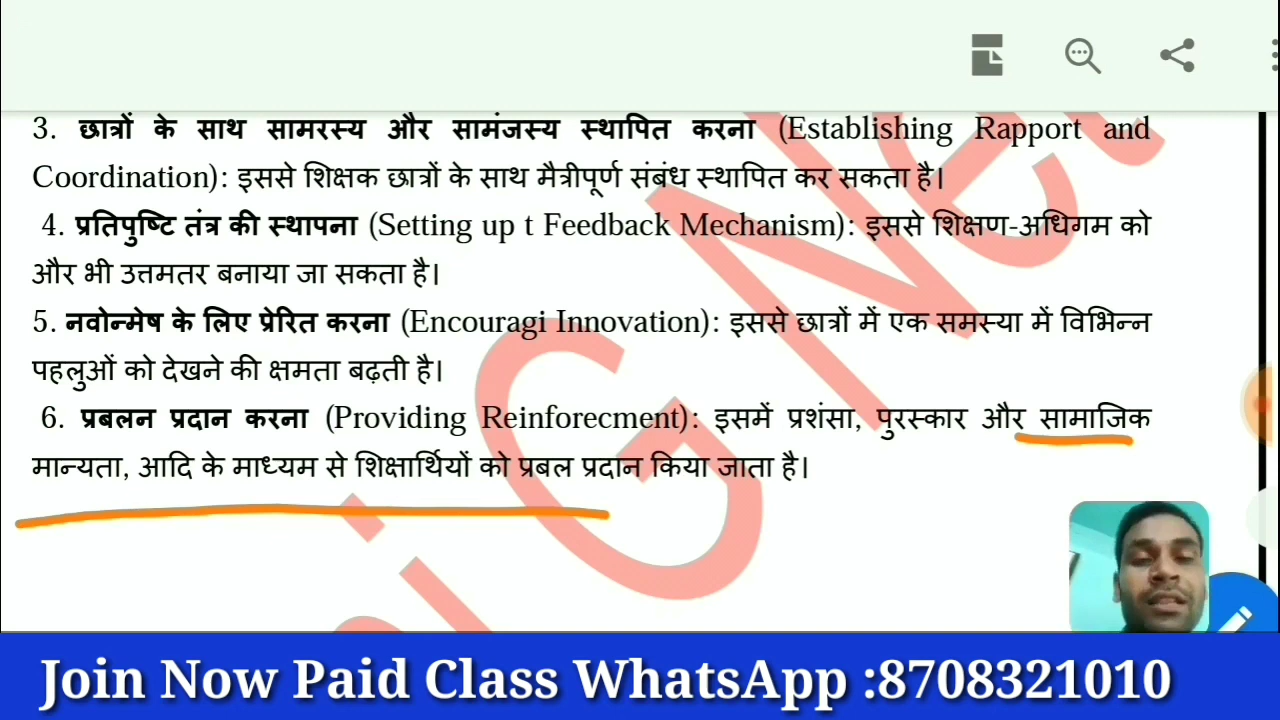 3. छात्रों के साथ सामरस्य और सामंजस्य स्थापित करना (Establishing Rapport and
Coordination): इससे शिक्षक छात्रों के साथ मैत्रीपूर्ण संबंध स्थापित कर सकता है।
4. प्रतिपुष्टि तंत्र की स्थापना (Setting up t Feedback Mechanism): इससे शिक्षण-अधिगम को
और भी उत्तमतर बनाया जा सकता है।
5. नवोन्मेष के लिए प्रेरित करना (Encouragi Innovation): इससे छात्रों में एक समस्या में विभिन्न
पहलुओं को देखने की क्षमता बढ़ती है।
6. प्रबलन प्रदान करना (Providing Reinforecment): इसमें प्रशंसा, पुरस्कार और सामाजिक
मान्यता, आदि के माध्यम से शिक्षार्थियों को प्रबल प्रदान किया जाता है।
i G Net
Join Now Paid Class WhatsApp :8708321010